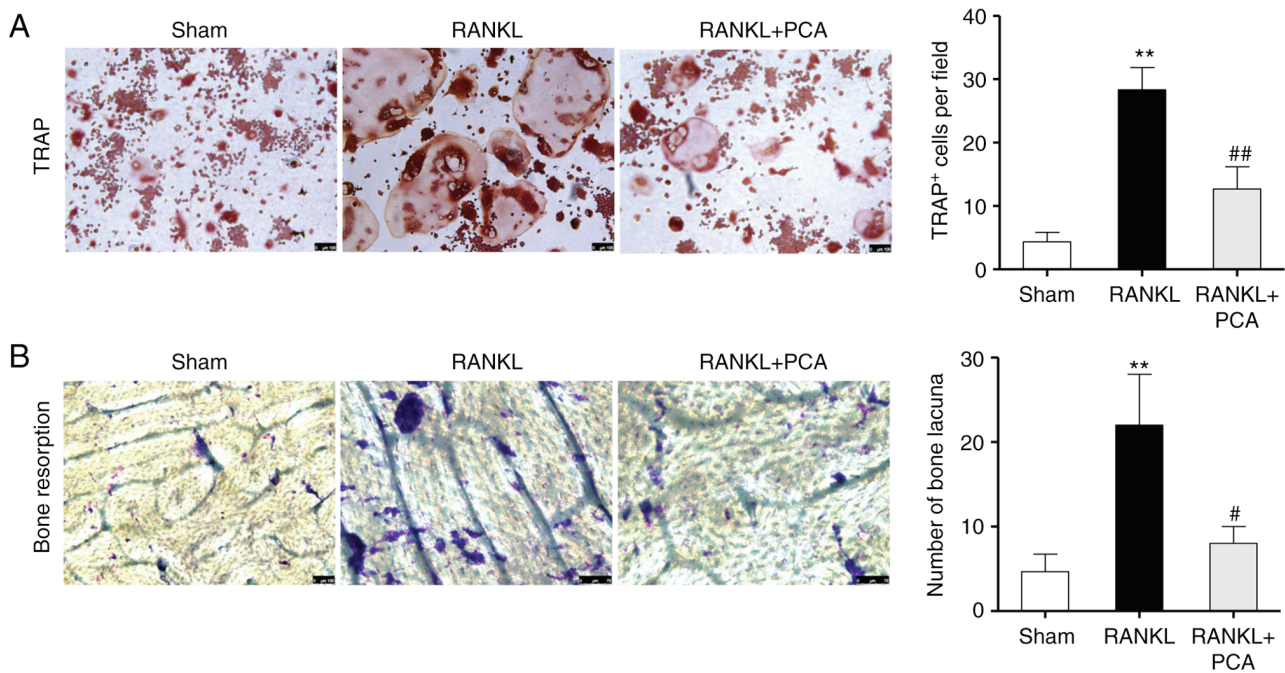 A
Sham
RANKL
RANKL+PCA
TRAP
TRAP+ cells per field
40
30
20
10
0
**
##
Sham
RANKL
RANKL+
PCA
B
Sham
RANKL
RANKL+PCA
Bone resorption
Number of bone lacuna
30
20
10
0
**
#
Sham
RANKL
RANKL+
PCA